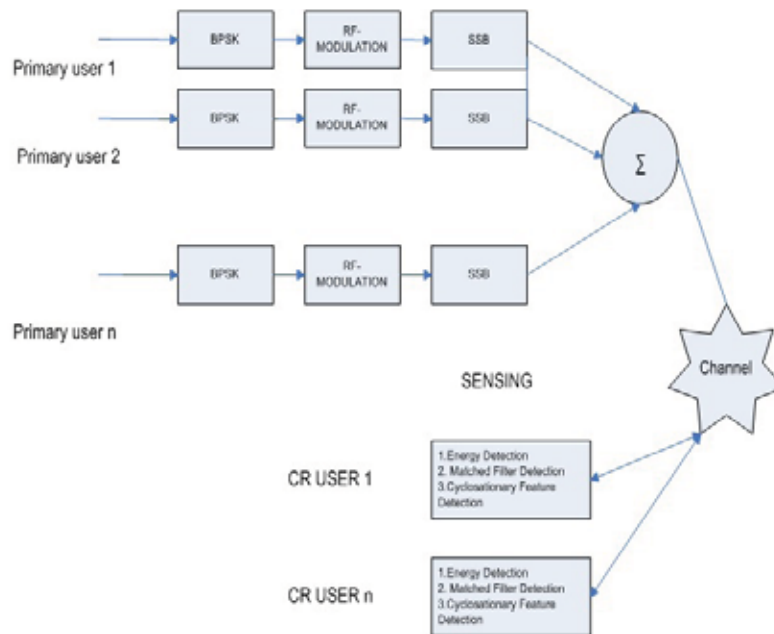 BPSK
RF-
MODULATION
SSB
Primary user 1
BPSK
RF-
MODULATION
SSB
Primary user 2
Σ
BPSK
RF-
MODULATION
SSB
Primary user n
Channel
SENSING
CR USER 1
1.Energy Detection
2. Matched Filter Detection
3.Cyclosationary Feature
Detection
CR USER n
1.Energy Detection
2. Matched Filter Detection
3.Cyclosationary Feature
Detection